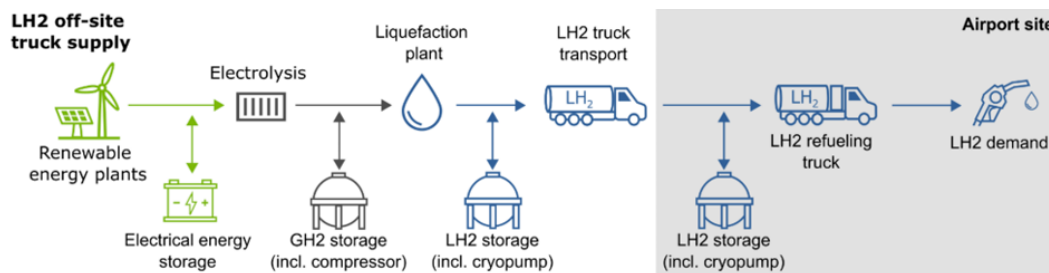 LH2 off-site
truck supply
Renewable
energy plants
Electrical energy
storage
Electrolysis
GH2 storage
(incl. compressor)
Liquefaction
plant
LH2 storage
(incl. cryopump)
LH2 truck
transport
LH₂
Airport site
LH2 storage
(incl. cryopump)
LH₂
LH2 refueling
truck
LH2 demand